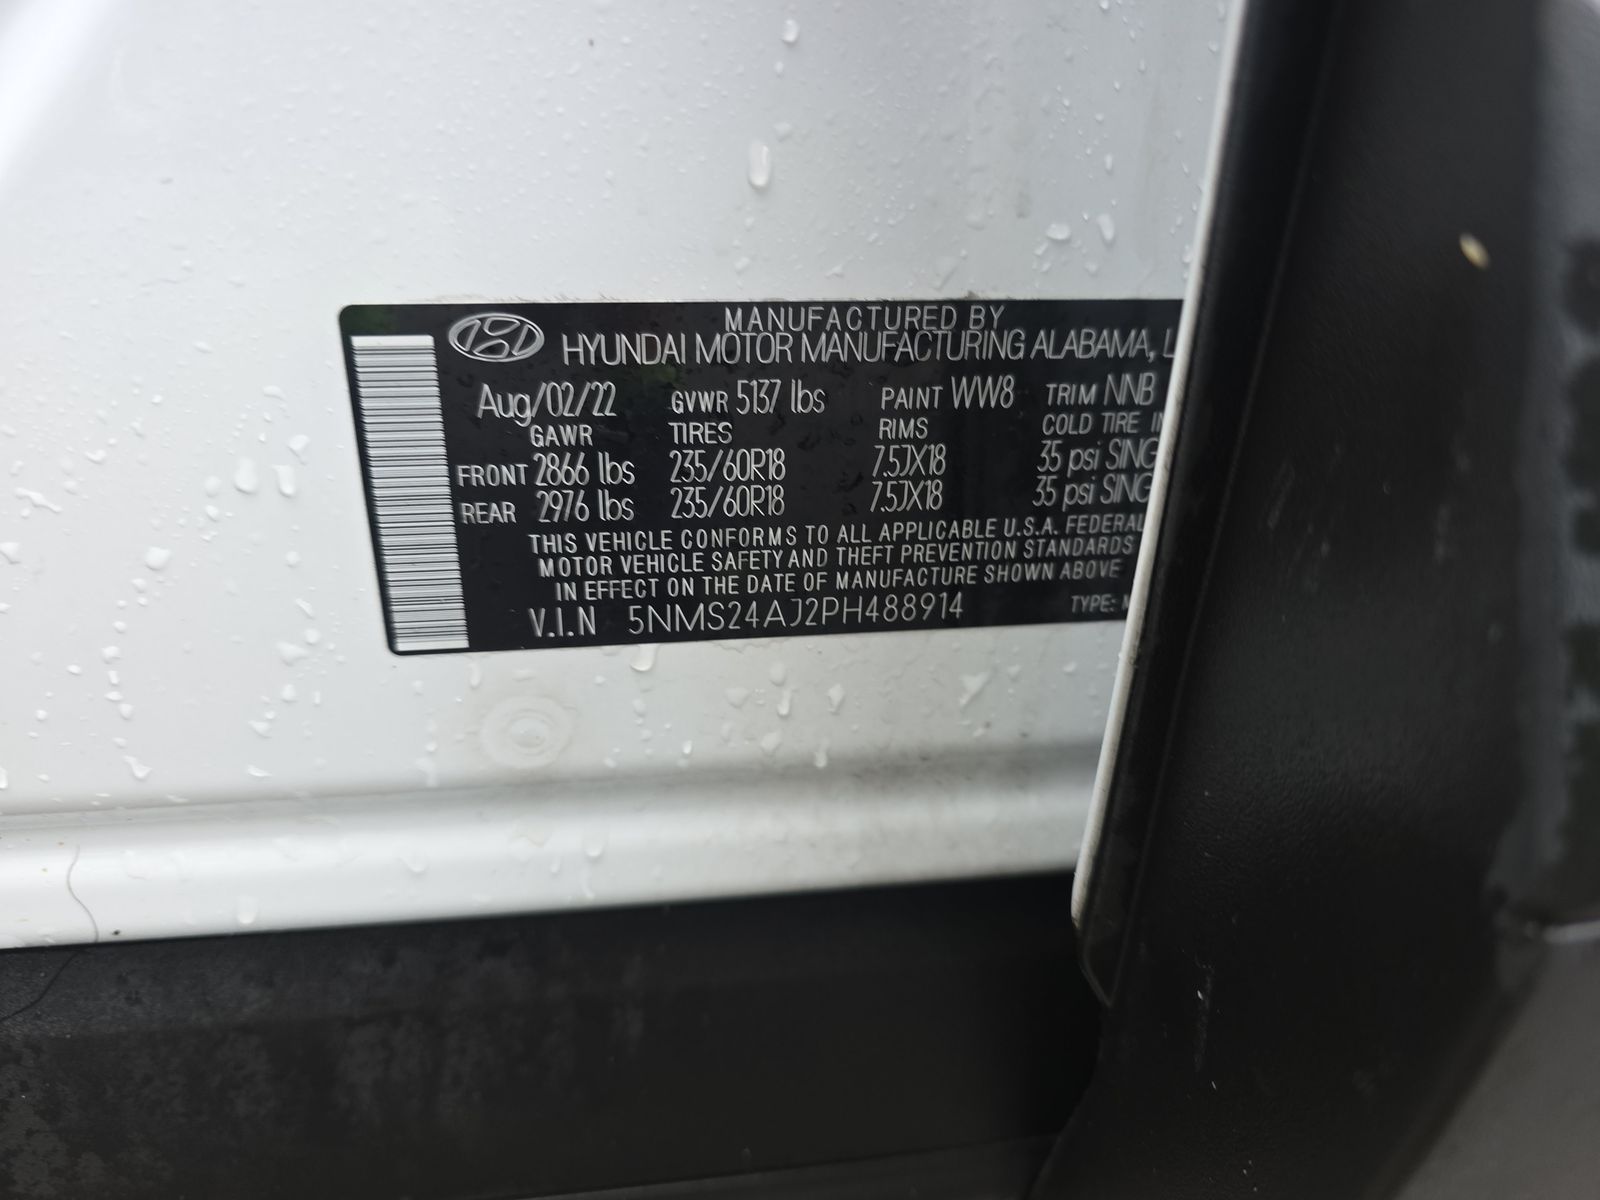 MANUFACTURED BY
HYUNDAI MOTOR MANUFACTURING ALABAMA, L
Aug/02/22 GVWR 5137 lbs PAINT WW8 TRIM NNB
GAWR TIRES RIMS COLD TIRE IN
FRONT 2866 lbs 235/60R18 7.5JX18 35 psi SING
REAR 2976 lbs 235/60R18 7.5JX18 35 psi SING
THIS VEHICLE CONFORMS TO ALL APPLICABLE U.S.A. FEDERAL
MOTOR VEHICLE SAFETY AND THEFT PREVENTION STANDARDS
IN EFFECT ON THE DATE OF MANUFACTURE SHOWN ABOVE
V.I.N 5NMS24AJ2PH488914 TYPE: